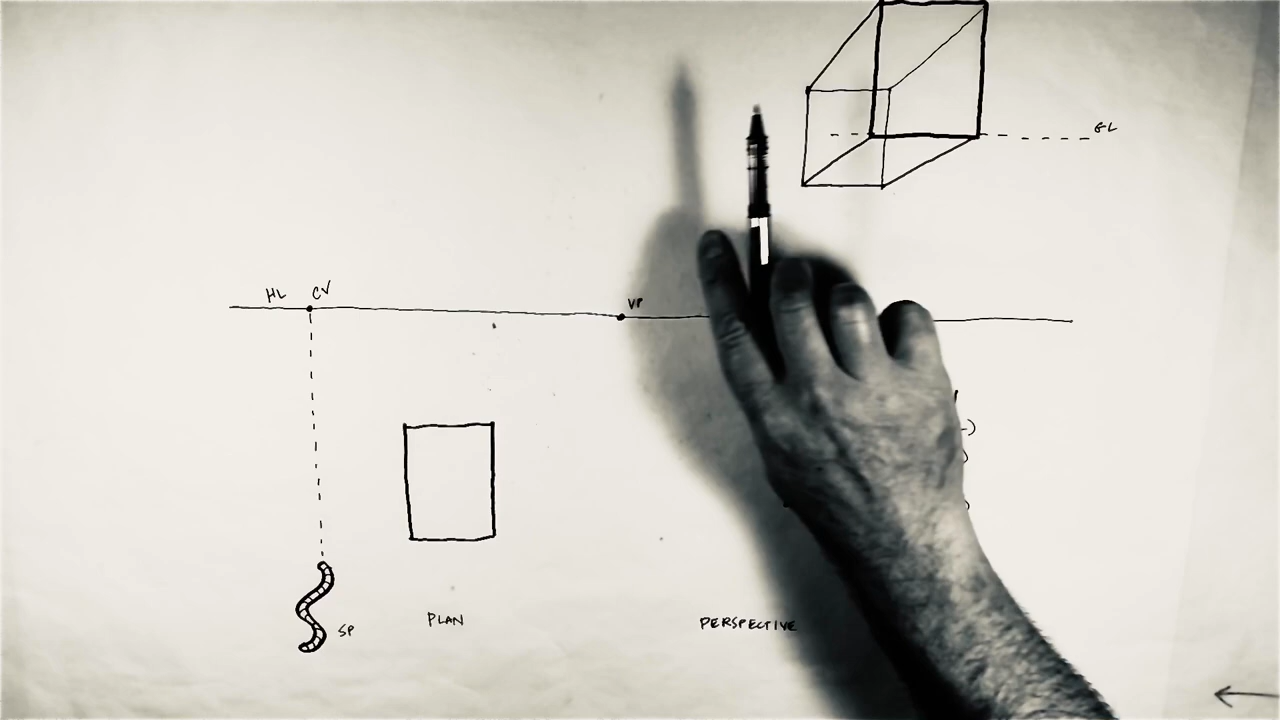 GL
HL CV
VP
SP
PLAN
PERSPECTIVE